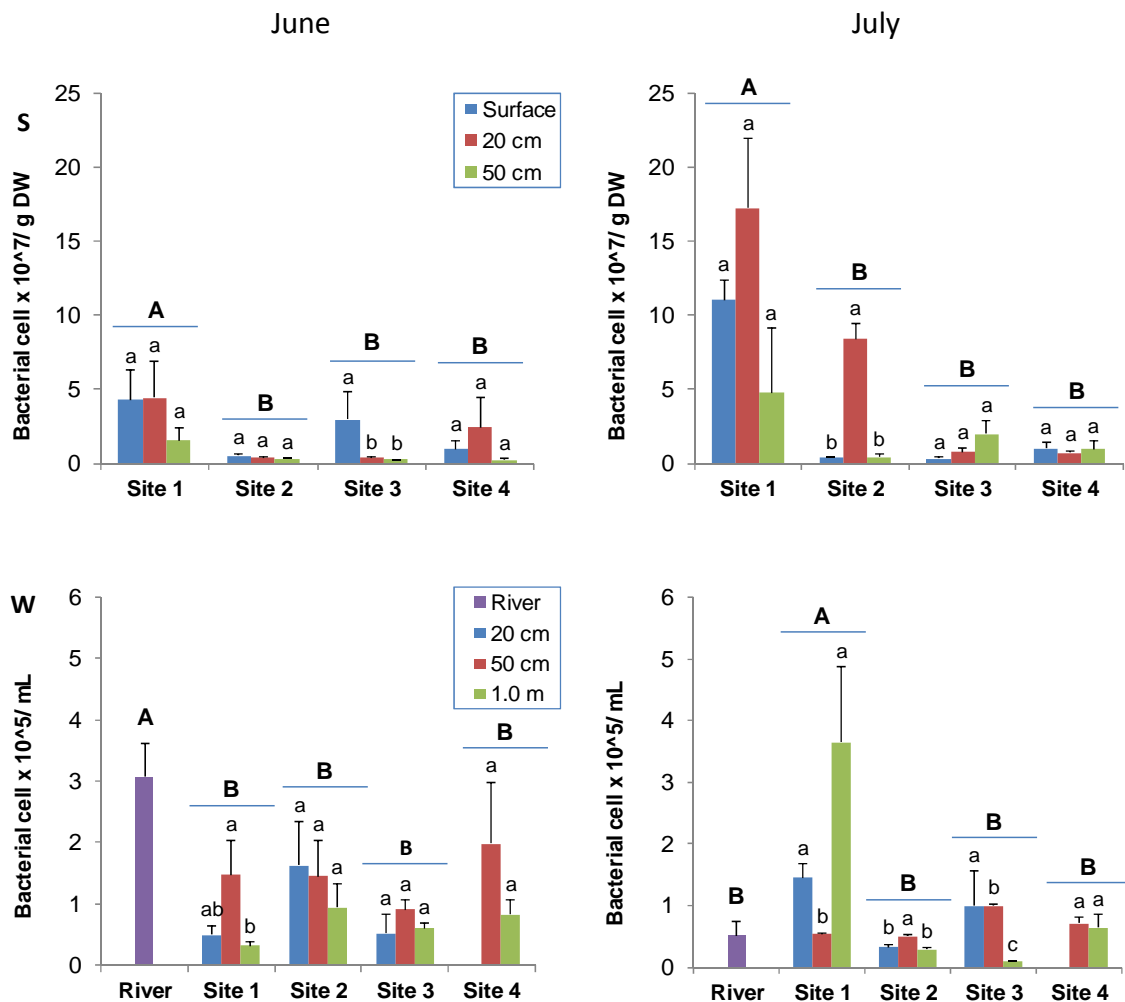 June
July
S
Bacterial cell x 10^7/ g DW
25
20
15
10
5
0
Surface
20 cm
50 cm
A
a a a
B
a a a
B
a b b
B
a a a
Site 1 Site 2 Site 3 Site 4
Bacterial cell x 10^7/ g DW
25
20
15
10
5
0
A
a a a
B
b a b
B
a a a
B
a a a
Site 1 Site 2 Site 3 Site 4
W
Bacterial cell x 10^5/ mL
6
5
4
3
2
1
0
River
20 cm
50 cm
1.0 m
A
B
ab a b
B
a a a
B
a a a
B
a a
River Site 1 Site 2 Site 3 Site 4
Bacterial cell x 10^5/ mL
6
5
4
3
2
1
0
B
A
a b a
B
b a b
B
a b c
B
a a
River Site 1 Site 2 Site 3 Site 4